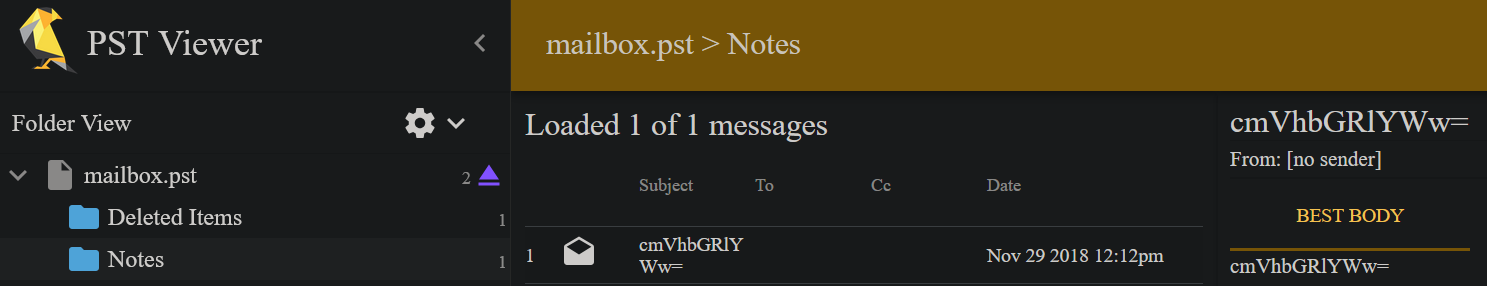 PST Viewer
mailbox.pst > Notes
Folder View
Loaded 1 of 1 messages
cmVhbGRlYWw=
From: [no sender]
mailbox.pst 2
Subject To Cc Date
Deleted Items 1
BEST BODY
Notes 1
1 cmVhbGRlY
Ww= Nov 29 2018 12:12pm
cmVhbGRlYWw=